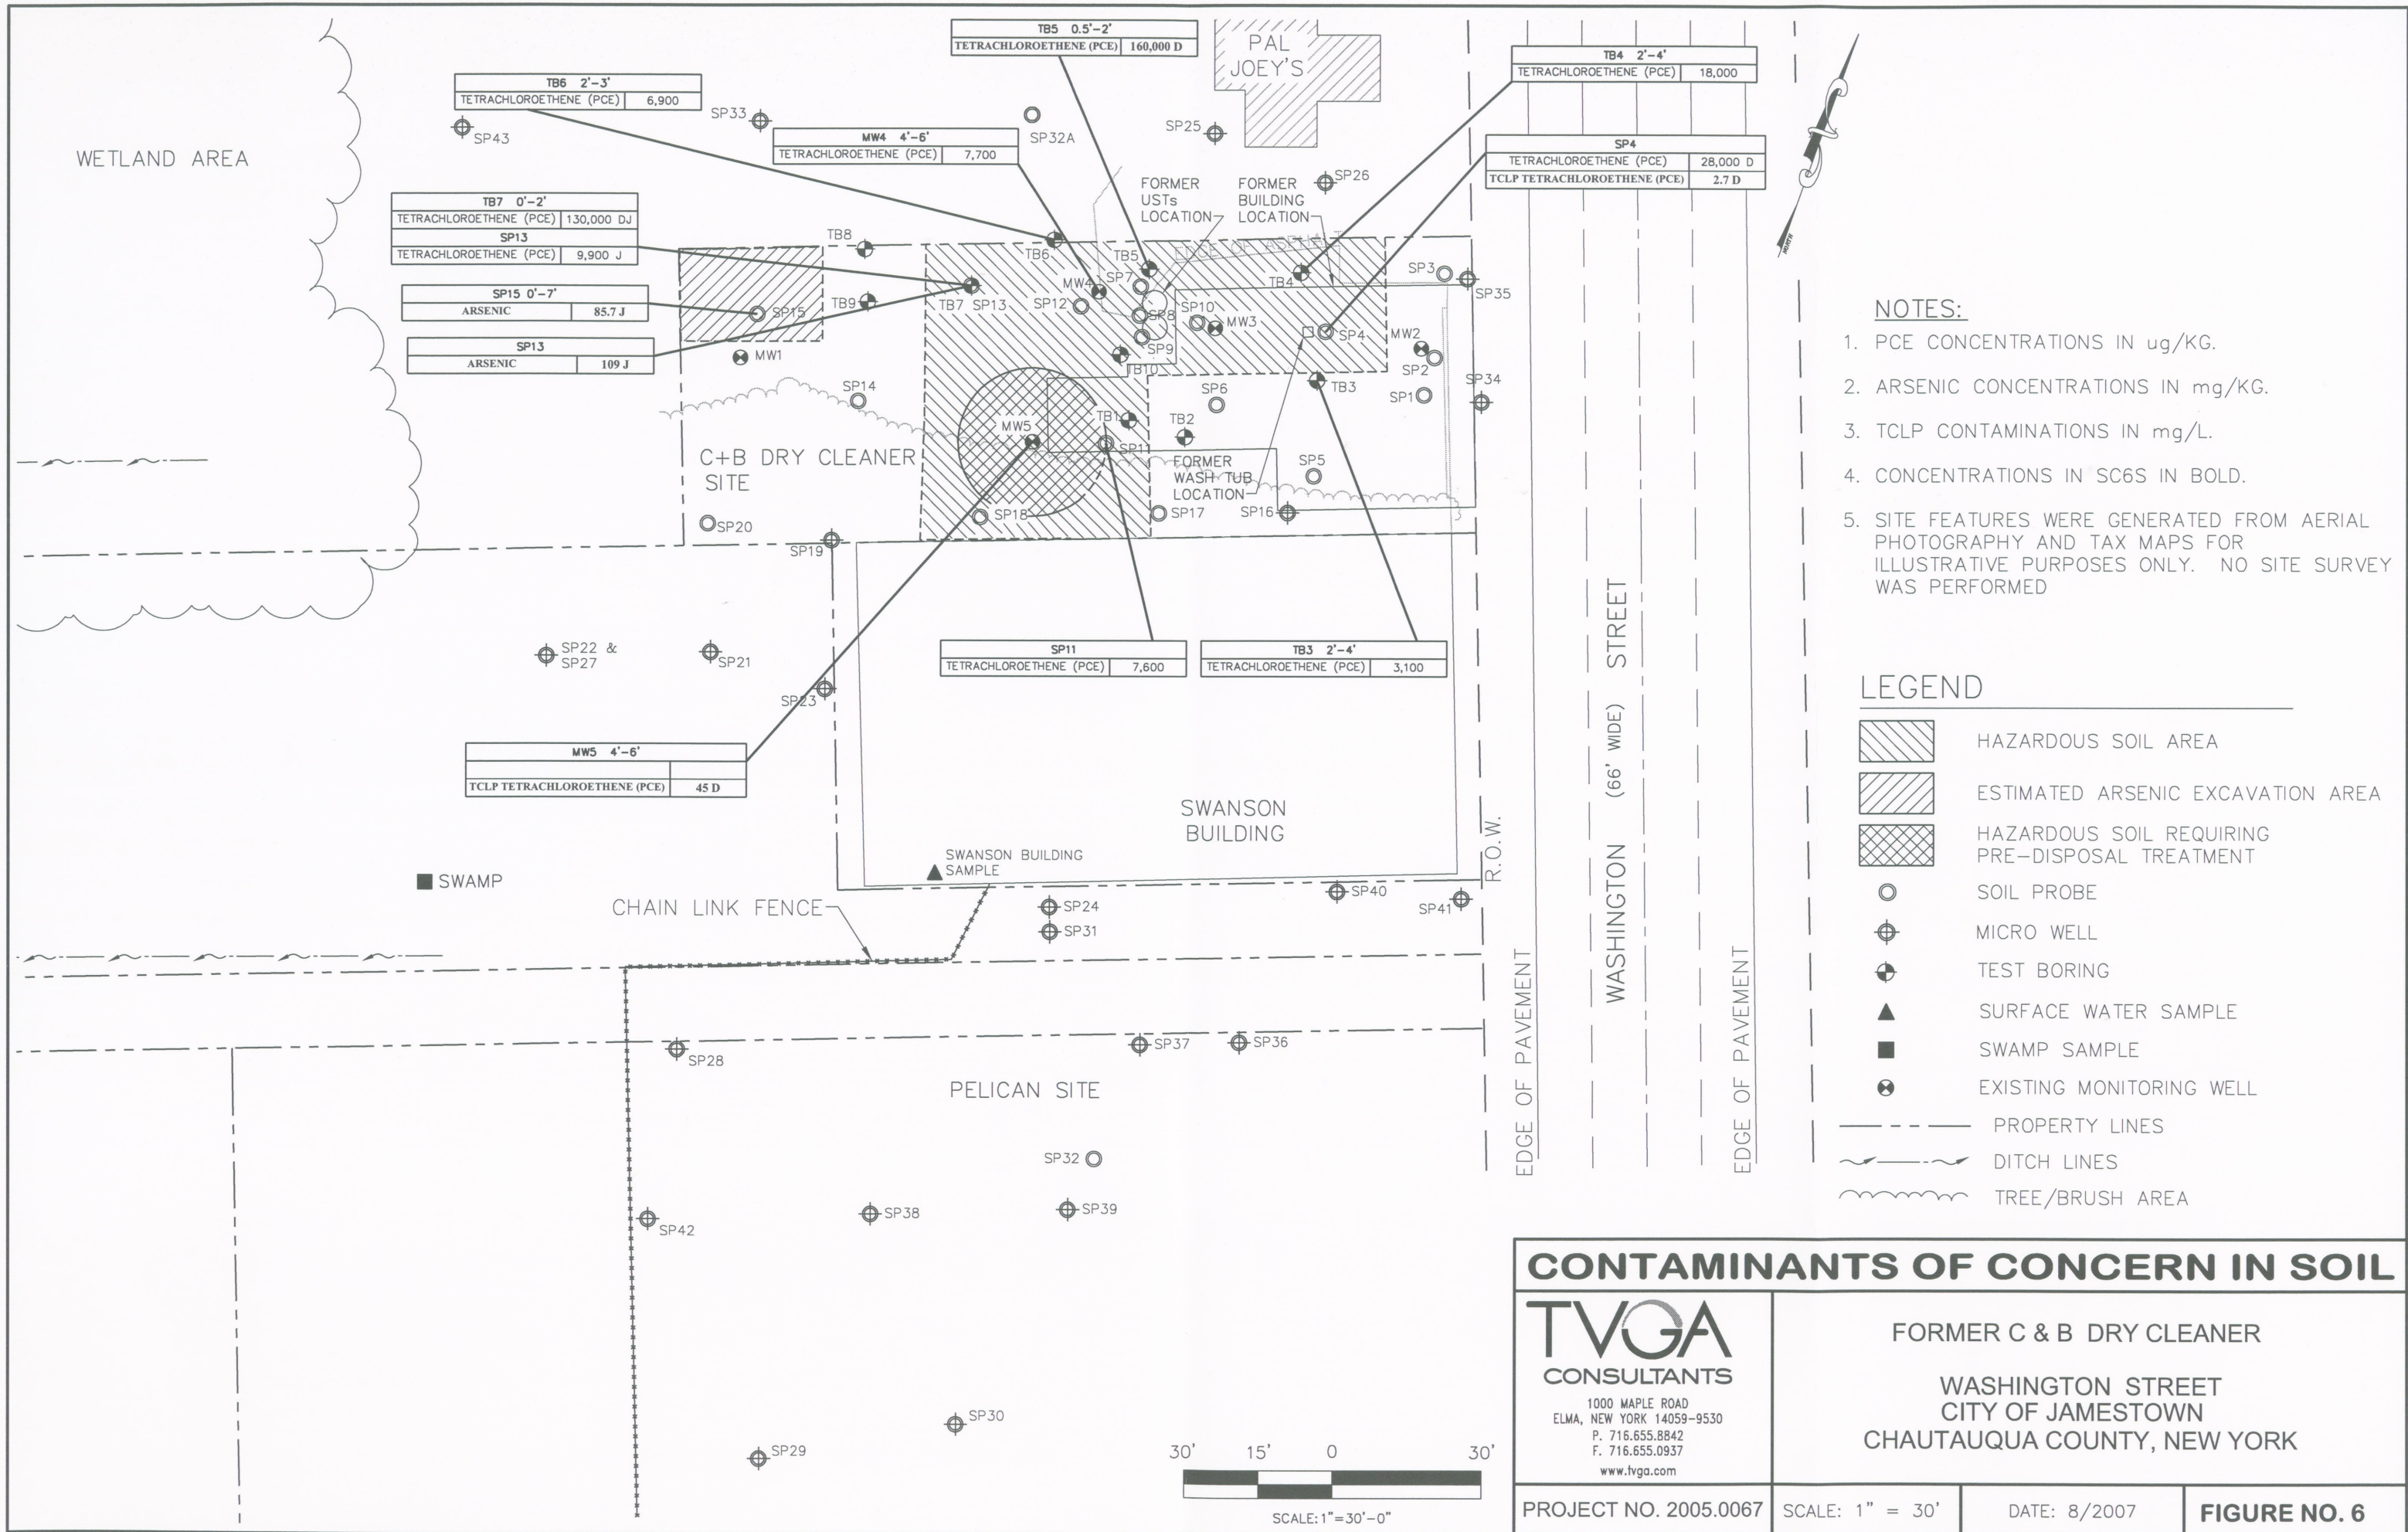 TB5 0.5'-2'
TETRACHLOROETHENE (PCE) 160,000 D
PAL
JOEY'S
TB4 2'-4'
TETRACHLOROETHENE (PCE) 18,000
TB6 2'-3'
TETRACHLOROETHENE (PCE) 6,900
SP43
SP33
SP32A
SP25
MW4 4'-6'
TETRACHLOROETHENE (PCE) 7,700
SP4
TETRACHLOROETHENE (PCE) 28,000 D
TCLP TETRACHLOROETHENE (PCE) 2.7 D
WETLAND AREA
SP26
FORMER
USTs
LOCATION
FORMER
BUILDING
LOCATION
TB7 0'-2'
TETRACHLOROETHENE (PCE) 130,000 DJ
SP13
TETRACHLOROETHENE (PCE) 9,900 J
NORTH
TB8
TB6
TB5
EDGE OF ASPHALT
TB4
SP3
SP35
SP15 0'-7'
ARSENIC 85.7 J
SP15
TB9
TB7 SP13
SP12
MW4
SP7
SP8
SP10
MW3
SP4
MW2
SP9
SP13
ARSENIC 109 J
MW1
TB10
SP2
SP34
SP14
SP6
TB3
SP1
TB1
TB2
MW5
SP11
C+B DRY CLEANER
SITE
FORMER
WASH TUB
LOCATION
SP5
SP20
SP18
SP17
SP16
SP19
NOTES:
1. PCE CONCENTRATIONS IN ug/KG.
2. ARSENIC CONCENTRATIONS IN mg/KG.
3. TCLP CONTAMINATIONS IN mg/L.
4. CONCENTRATIONS IN SC6S IN BOLD.
5. SITE FEATURES WERE GENERATED FROM AERIAL
PHOTOGRAPHY AND TAX MAPS FOR
ILLUSTRATIVE PURPOSES ONLY. NO SITE SURVEY
WAS PERFORMED
SP22 &
SP27
SP21
SP23
SP11
TETRACHLOROETHENE (PCE) 7,600
TB3 2'-4'
TETRACHLOROETHENE (PCE) 3,100
MW5 4'-6'
TCLP TETRACHLOROETHENE (PCE) 45 D
SWANSON
BUILDING
SWANSON BUILDING
SAMPLE
SWAMP
CHAIN LINK FENCE
SP24
SP31
SP40
SP41
R.O.W.
EDGE OF PAVEMENT
WASHINGTON (66' WIDE) STREET
EDGE OF PAVEMENT
SP28
SP37
SP36
PELICAN SITE
SP32
SP42
SP38
SP39
SP30
SP29
LEGEND
HAZARDOUS SOIL AREA
ESTIMATED ARSENIC EXCAVATION AREA
HAZARDOUS SOIL REQUIRING
PRE-DISPOSAL TREATMENT
SOIL PROBE
MICRO WELL
TEST BORING
SURFACE WATER SAMPLE
SWAMP SAMPLE
EXISTING MONITORING WELL
PROPERTY LINES
DITCH LINES
TREE/BRUSH AREA
30' 15' 0 30'
SCALE: 1"=30'-0"
CONTAMINANTS OF CONCERN IN SOIL
TVGA
CONSULTANTS
1000 MAPLE ROAD
ELMA, NEW YORK 14059-9530
P. 716.655.8842
F. 716.655.0937
www.tvga.com
FORMER C & B DRY CLEANER
WASHINGTON STREET
CITY OF JAMESTOWN
CHAUTAUQUA COUNTY, NEW YORK
PROJECT NO. 2005.0067
SCALE: 1" = 30'
DATE: 8/2007
FIGURE NO. 6